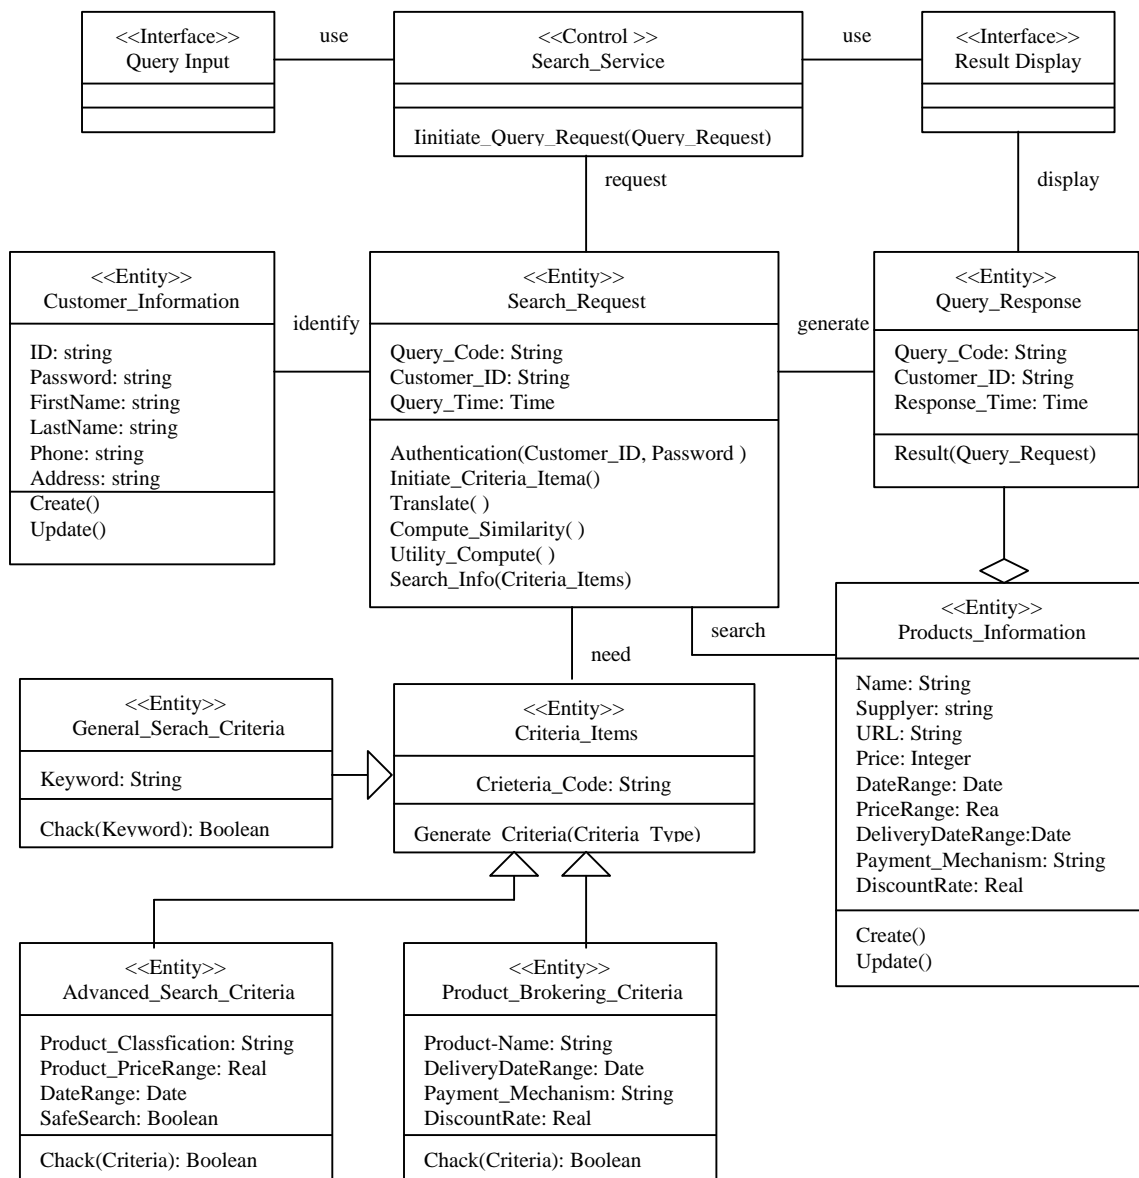 <<Interface>>
Query Input
use
<<Control >>
Search_Service
Iinitiate_Query_Request(Query_Request)
use
<<Interface>>
Result Display
request
display
<<Entity>>
Customer_Information
ID: string
Password: string
FirstName: string
LastName: string
Phone: string
Address: string
Create()
Update()
identify
<<Entity>>
Search_Request
Query_Code: String
Customer_ID: String
Query_Time: Time
Authentication(Customer_ID, Password )
Initiate_Criteria_Itema()
Translate( )
Compute_Similarity( )
Utility_Compute( )
Search_Info(Criteria_Items)
generate
<<Entity>>
Query_Response
Query_Code: String
Customer_ID: String
Response_Time: Time
Result(Query_Request)
search
need
<<Entity>>
Products_Information
Name: String
Supplyer: string
URL: String
Price: Integer
DateRange: Date
PriceRange: Rea
DeliveryDateRange:Date
Payment_Mechanism: String
DiscountRate: Real
Create()
Update()
<<Entity>>
General_Serach_Criteria
Keyword: String
Chack(Keyword): Boolean
<<Entity>>
Criteria_Items
Crieteria_Code: String
Generate_Criteria(Criteria_Type)
<<Entity>>
Advanced_Search_Criteria
Product_Classfication: String
Product_PriceRange: Real
DateRange: Date
SafeSearch: Boolean
Chack(Criteria): Boolean
<<Entity>>
Product_Brokering_Criteria
Product-Name: String
DeliveryDateRange: Date
Payment_Mechanism: String
DiscountRate: Real
Chack(Criteria): Boolean